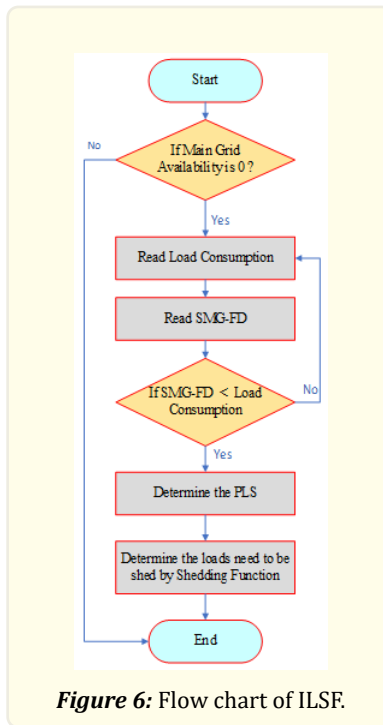 Start
No
If Main Grid
Availability is 0 ?
Yes
Read Load Consumption
Read SMG-FD
If SMG-FD < Load
Consumption
No
Yes
Determine the PLS
Determine the loads need to be
shed by Shedding Function
End
Figure 6: Flow chart of ILSF.